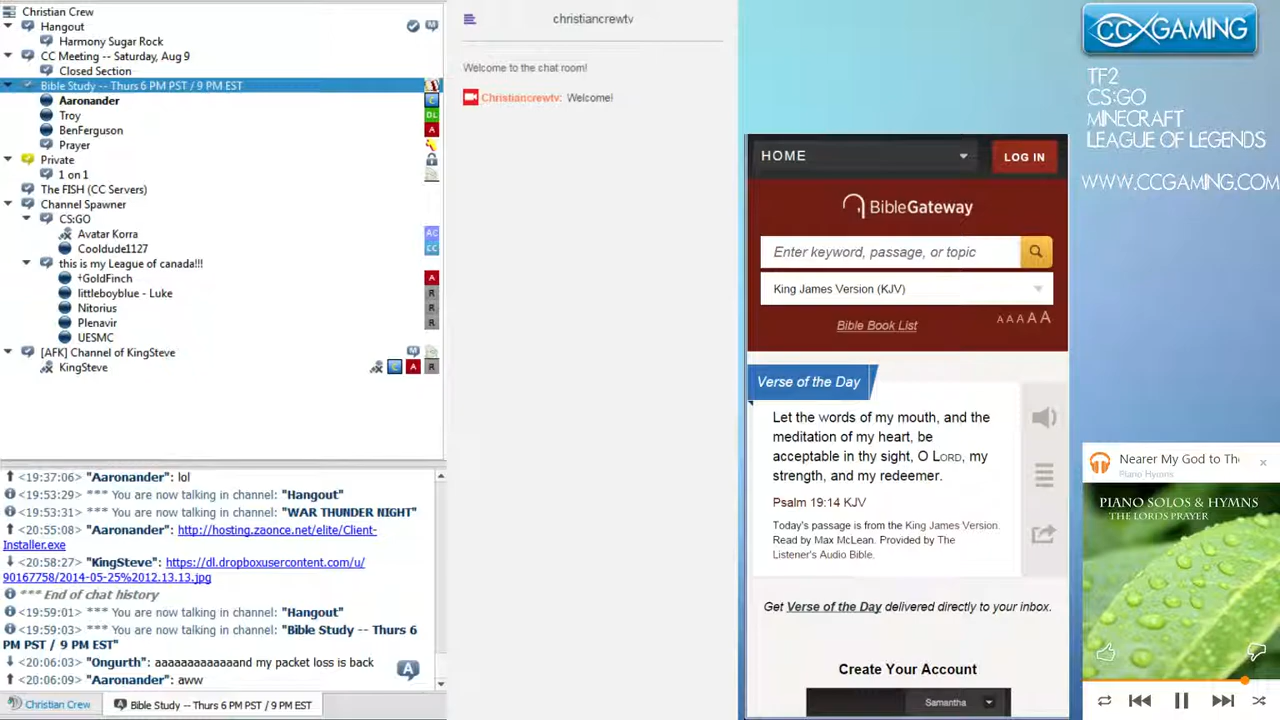 Christian Crew
Hangout
Harmony Sugar Rock
CC Meeting -- Saturday, Aug 9
Closed Section
Bible Study -- Thurs 6 PM PST / 9 PM EST
Aaronander
Troy
BenFerguson
Prayer
Private
1 on 1
The FISH (CC Servers)
Channel Spawner
CS:GO
Avatar Korra
Cooldude1127
this is my League of canada!!!
†GoldFinch
littleboyblue - Luke
Nitorius
Plenavir
UESMC
[AFK] Channel of KingSteve
KingSteve
M
C
DL
A
AC
CC
A
R
R
R
R
M
C A R
<19:37:06> "Aaronander": lol
<19:53:29> *** You are now talking in channel: "Hangout"
<19:53:31> *** You are now talking in channel: "WAR THUNDER NIGHT"
<20:55:08> "Aaronander": http://hosting.zaonce.net/elite/Client-
Installer.exe
<20:58:27> "KingSteve": https://dl.dropboxusercontent.com/u/
90167758/2014-05-25%2012.13.13.jpg
*** End of chat history
<19:59:01> *** You are now talking in channel: "Hangout"
<19:59:03> *** You are now talking in channel: "Bible Study -- Thurs 6
PM PST / 9 PM EST"
<20:06:03> "Ongurth": aaaaaaaaaaaaand my packet loss is back
<20:06:09> "Aaronander": aww
A
Christian Crew
Bible Study -- Thurs 6 PM PST / 9 PM EST
christiancrewtv
Welcome to the chat room!
Christiancrewtv: Welcome!
HOME
LOG IN
BibleGateway
Enter keyword, passage, or topic
King James Version (KJV)
Bible Book List
A A A A A
Verse of the Day
Let the words of my mouth, and the
meditation of my heart, be
acceptable in thy sight, O LORD, my
strength, and my redeemer.
Psalm 19:14 KJV
Today's passage is from the King James Version.
Read by Max McLean. Provided by The
Listener's Audio Bible.
Get Verse of the Day delivered directly to your inbox.
Create Your Account
Samantha
CCGAMING
TF2
CS:GO
MINECRAFT
LEAGUE OF LEGENDS
WWW.CCGAMING.COM
Nearer My God to The
Piano Hymns
PIANO SOLOS & HYMNS
THE LORDS PRAYER